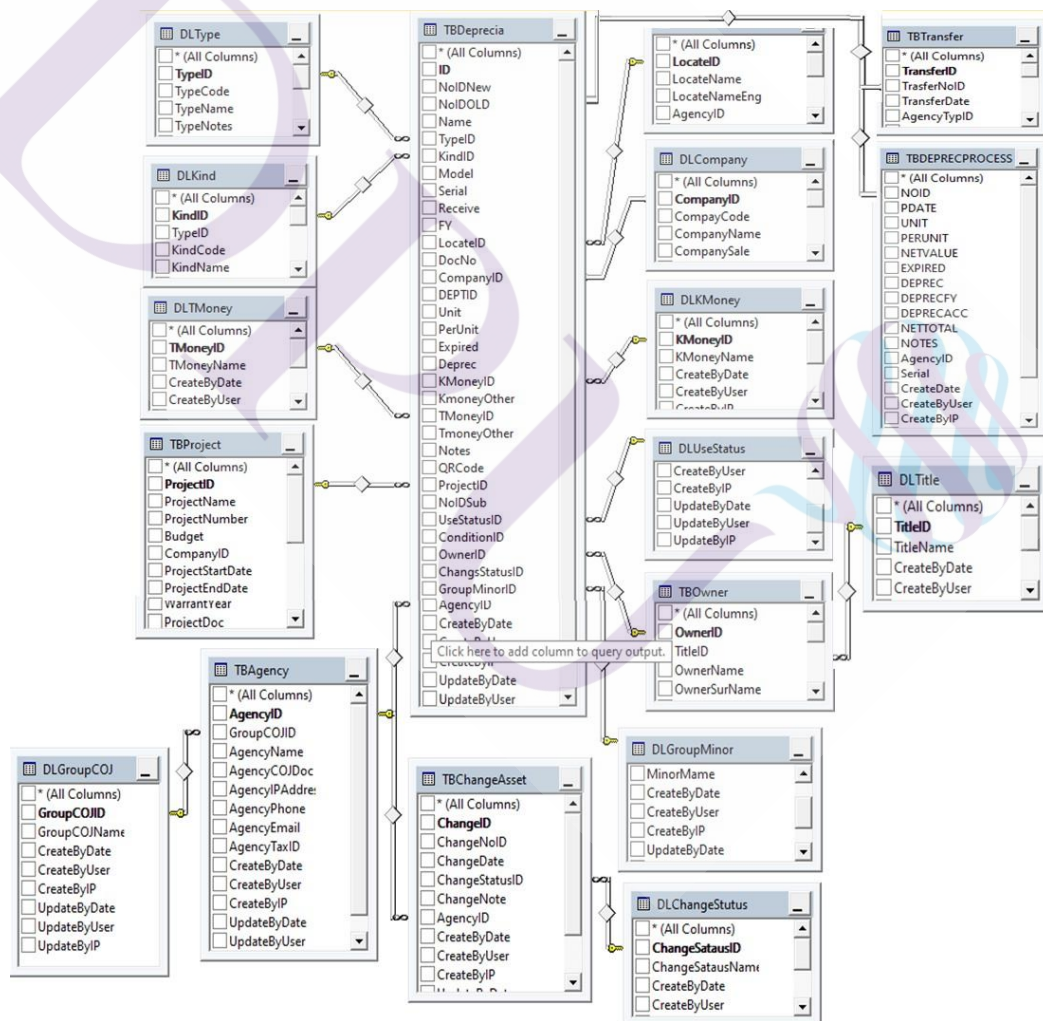 DLType
* (All Columns)
TypeID
TypeCode
TypeName
TypeNotes
DLKind
* (All Columns)
KindID
TypeID
KindCode
KindName
DLTMoney
* (All Columns)
TMoneyID
TMoneyName
CreateByDate
CreateByUser
TBProject
* (All Columns)
ProjectID
ProjectName
ProjectNumber
Budget
CompanyID
ProjectStartDate
ProjectEndDate
WarrantYear
ProjectDoc
TBDeprecia
* (All Columns)
ID
NoIDNew
NoIDOLD
Name
TypeID
KindID
Model
Serial
Receive
FY
LocateID
DocNo
CompanyID
DEPTID
Unit
PerUnit
Expired
Deprec
KMoneyID
KmoneyOther
TMoneyID
TmoneyOther
Notes
QRCode
ProjectID
NoIDSub
UseStatusID
ConditionID
OwnerID
ChangsStatusID
GroupMinorID
AgencyID
CreateByDate
Click here to add column to query output.
UpdateByDate
UpdateByUser
* (All Columns)
LocateID
LocateName
LocateNameEng
AgencyID
DLCompany
* (All Columns)
CompanyID
CompayCode
CompanyName
CompanySale
DLKMoney
* (All Columns)
KMoneyID
KMoneyName
CreateByDate
CreateByUser
CreateByIP
DLUseStatus
CreateByUser
CreateByIP
UpdateByDate
UpdateByUser
UpdateByIP
TBOwner
* (All Columns)
OwnerID
TitleID
OwnerName
OwnerSurName
DLGroupMinor
MinorMame
CreateByDate
CreateByUser
CreateByIP
UpdateByDate
TBTransfer
* (All Columns)
TransferID
TrasferNoID
TransferDate
AgencyTypID
TBDEPRECPROCESS
* (All Columns)
NOID
PDATE
UNIT
PERUNIT
NETVALUE
EXPIRED
DEPREC
DEPRECFY
DEPRECACC
NETTOTAL
NOTES
AgencyID
Serial
CreateDate
CreateByUser
CreateByIP
DLTitle
* (All Columns)
TitleID
TitleName
CreateByDate
CreateByUser
DLGroupCOJ
* (All Columns)
GroupCOJID
GroupCOJName
CreateByDate
CreateByUser
CreateByIP
UpdateByDate
UpdateByUser
UpdateByIP
TBAgency
* (All Columns)
AgencyID
GroupCOJID
AgencyName
AgencyCOJDoc
AgencyIPAddres
AgencyPhone
AgencyEmail
AgencyTaxID
CreateByDate
CreateByUser
CreateByIP
UpdateByDate
UpdateByUser
TBChangeAsset
* (All Columns)
ChangeID
ChangeNoID
ChangeDate
ChangeStatusID
ChangeNote
AgencyID
CreateByDate
CreateByUser
CreateByIP
DLChangeStutus
* (All Columns)
ChangeSatausID
ChangeSatausName
CreateByDate
CreateByUser